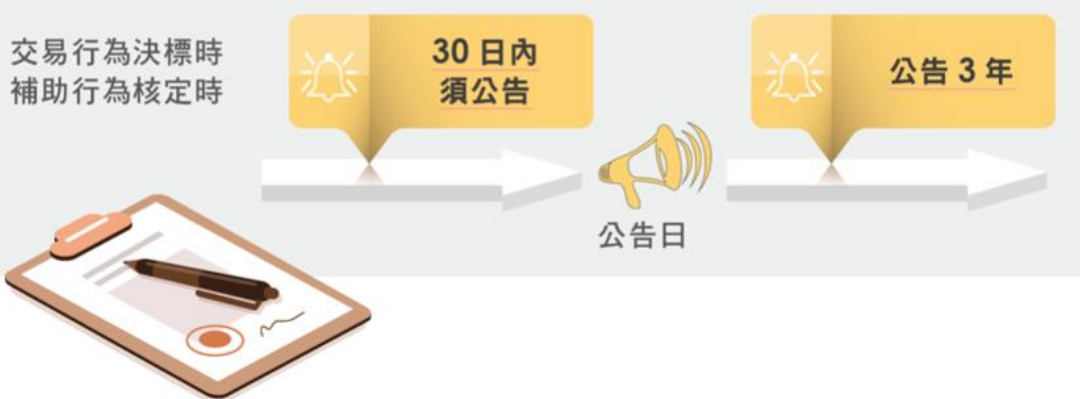 交易行為決標時
補助行為核定時
30 日內
須公告
公告日
公告 3 年